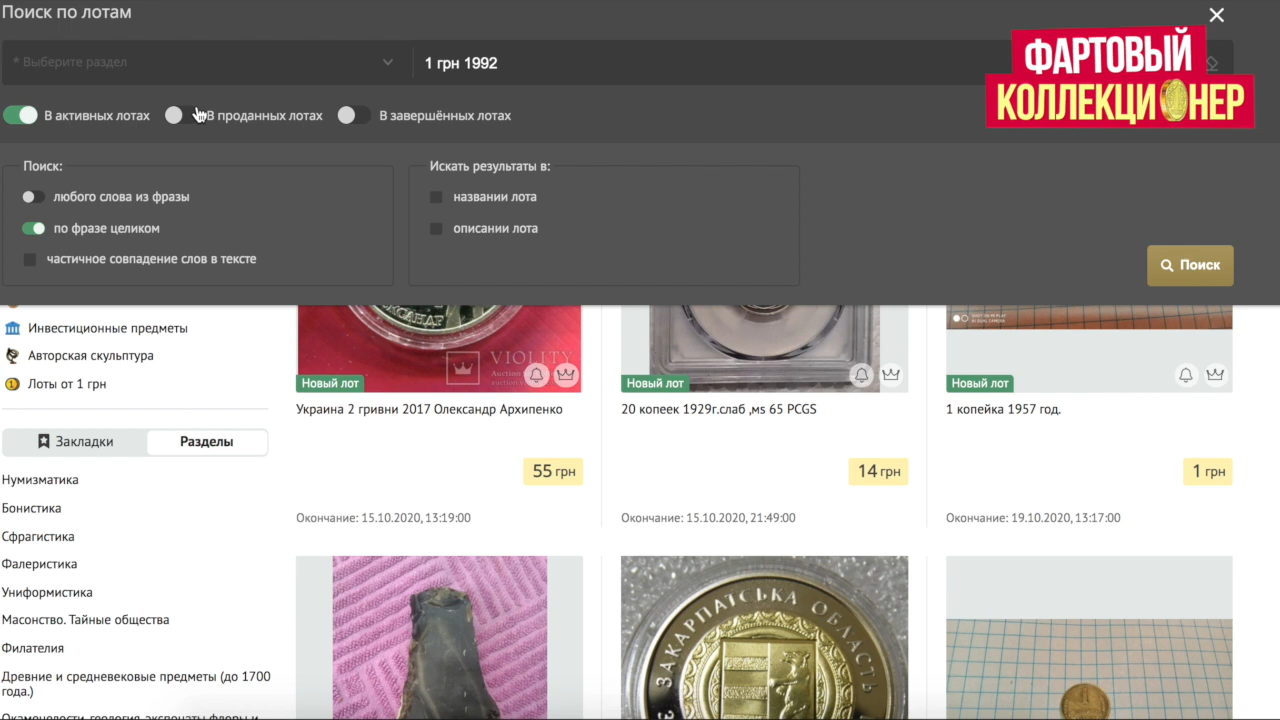 Поиск по лотам
* Выберите раздел
1 грн 1992
ФАРТОВЫЙ
КОЛЛЕКЦИОНЕР
В активных лотах
В проданных лотах
В завершённых лотах
Поиск:
любого слова из фразы
по фразе целиком
частичное совпадение слов в тексте
Искать результаты в:
названии лота
описании лота
Поиск
Инвестиционные предметы
Авторская скульптура
Лоты от 1 грн
Закладки
Разделы
Нумизматика
Бонистика
Сфрагистика
Фалеристика
Униформистика
Масонство. Тайные общества
Филателия
Древние и средневековые предметы (до 1700
года.)
VIOLITY
Новый лот
Украина 2 гривни 2017 Олександр Архипенко
55 грн
Окончание: 15.10.2020, 13:19:00
Новый лот
20 копеек 1929г.слаб ,ms 65 PCGS
14 грн
Окончание: 15.10.2020, 21:49:00
Новый лот
1 копейка 1957 год.
1 грн
Окончание: 19.10.2020, 13:17:00
ЗАКАРПАТСЬКА ОБЛАСТЬ